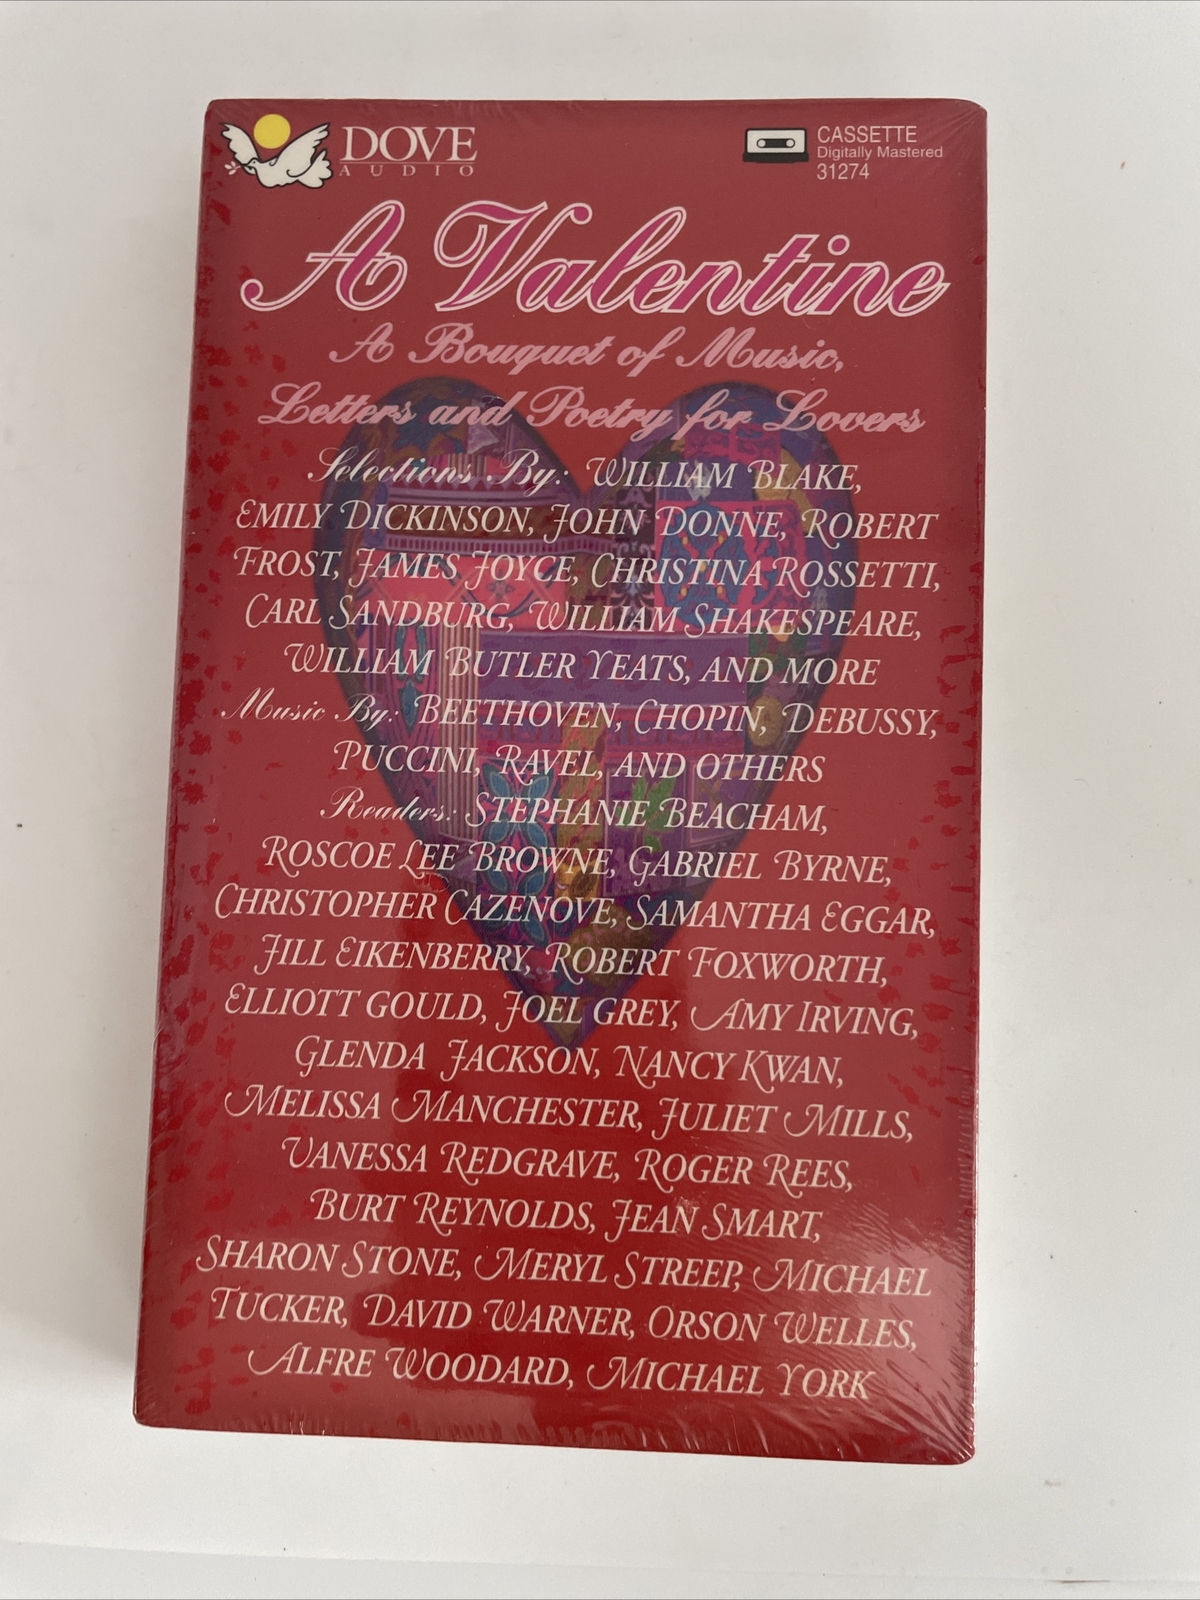 DOVE
AUDIO
CASSETTE
Digitally Mastered
31274
A Valentine
A Bouquet of Music,
Letters and Poetry for Lovers
Selections By: WILLIAM BLAKE,
EMILY DICKINSON, JOHN DONNE, ROBERT
FROST, JAMES JOYCE, CHRISTINA ROSSETTI,
CARL SANDBURG, WILLIAM SHAKESPEARE,
WILLIAM BUTLER YEATS, AND MORE
Music By: BEETHOVEN, CHOPIN, DEBUSSY,
PUCCINI, RAVEL, AND OTHERS
Readers: STEPHANIE BEACHAM,
ROSCOE LEE BROWNE, GABRIEL BYRNE,
CHRISTOPHER CAZENOVE, SAMANTHA EGGAR,
JILL EIKENBERRY, ROBERT FOXWORTH,
ELLIOTT GOULD, JOEL GREY, AMY IRVING,
GLENDA JACKSON, NANCY KWAN,
MELISSA MANCHESTER, JULIET MILLS,
VANESSA REDGRAVE, ROGER REES,
BURT REYNOLDS, JEAN SMART,
SHARON STONE, MERYL STREEP, MICHAEL
TUCKER, DAVID WARNER, ORSON WELLES,
ALFRE WOODARD, MICHAEL YORK